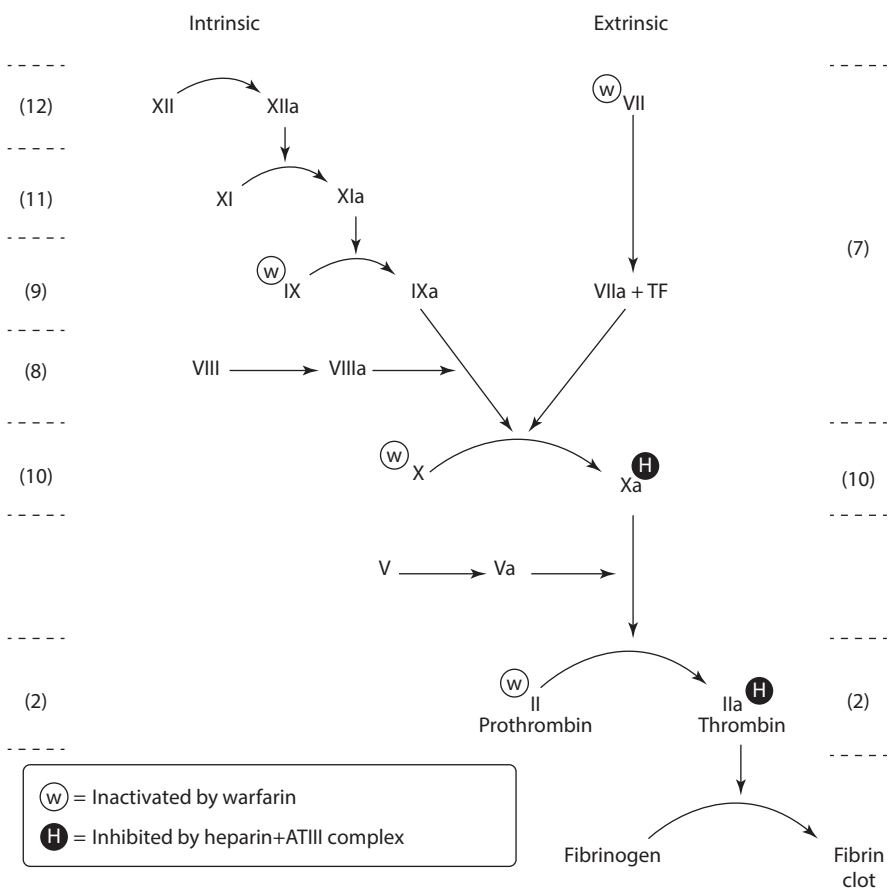 Intrinsic
Extrinsic
(12)
XII
XIIa
w
VII
(11)
XI
XIa
(7)
(9)
w
IX
IXa
VIIa + TF
(8)
VIII
VIIIa
(10)
w
X
Xa
H
(10)
V
Va
(2)
w
II
Prothrombin
IIa
H
Thrombin
(2)
w = Inactivated by warfarin
H = Inhibited by heparin+ATIII complex
Fibrinogen
Fibrin
clot